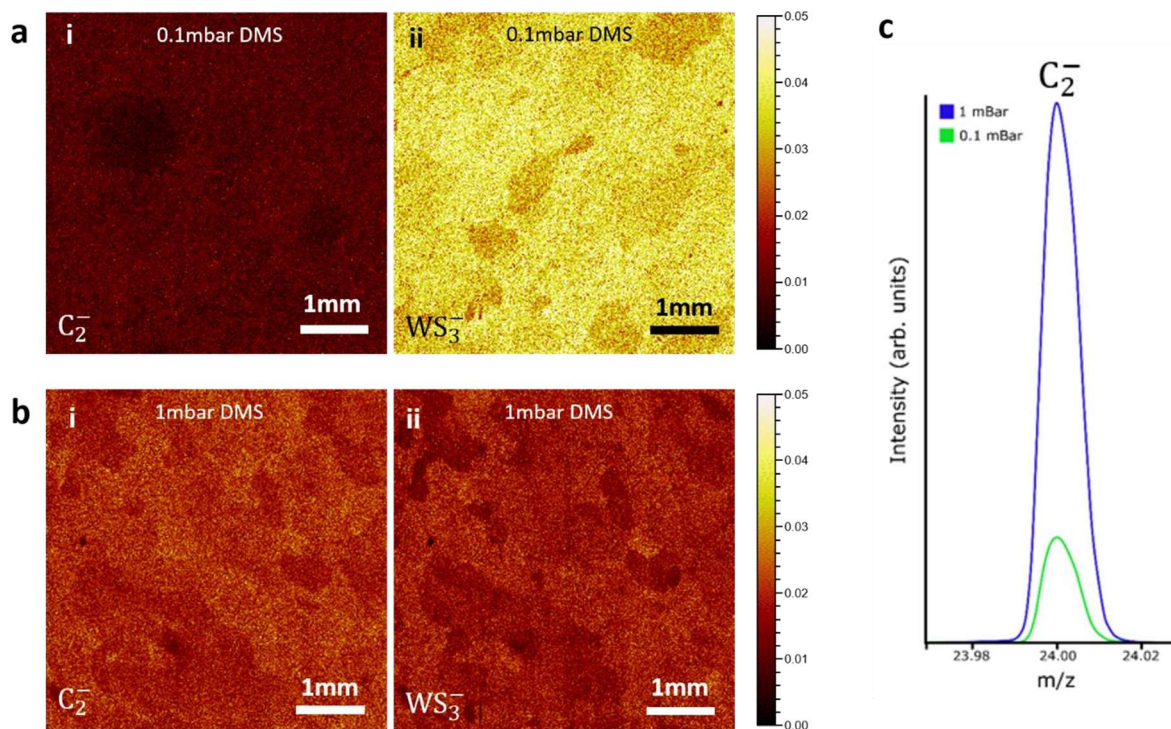 a
i
0.1mbar DMS
C₂⁻
1mm
ii
0.1mbar DMS
WS₃⁻
1mm
0.05
0.04
0.03
0.02
0.01
0.00
b
i
1mbar DMS
C₂⁻
1mm
ii
1mbar DMS
WS₃⁻
1mm
0.05
0.04
0.03
0.02
0.01
0.00
c
C₂⁻
1 mBar
0.1 mBar
Intensity (arb. units)
23.98
24.00
24.02
m/z